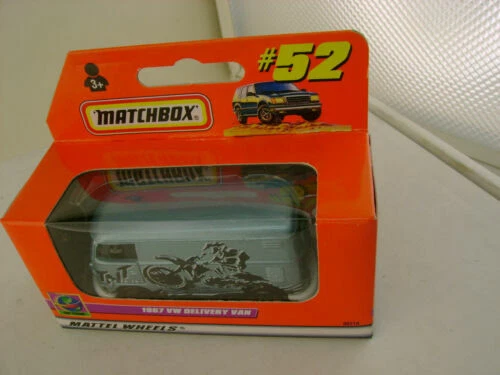 #52
3+
MATCHBOX
1967 VW DELIVERY VAN
MATTEL WHEELS